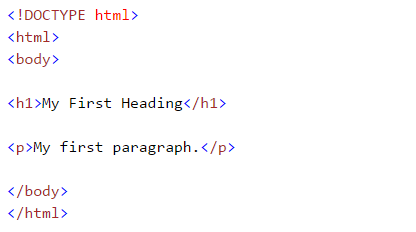 <!DOCTYPE html>
<html>
<body>
<h1>My First Heading</h1>
<p>My first paragraph.</p>
</body>
</html>